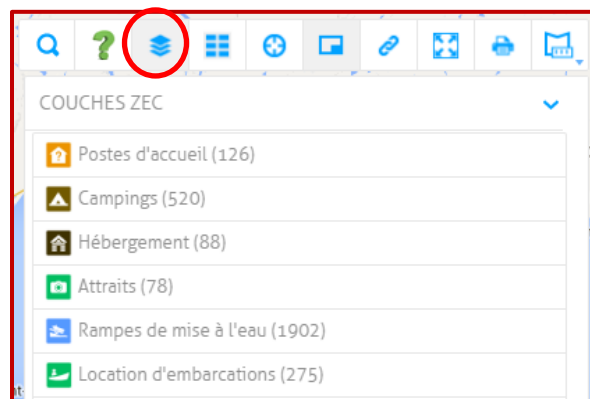 COUCHES ZEC
Postes d'accueil (126)
Campings (520)
Hébergement (88)
Attraits (78)
Rampes de mise à l'eau (1902)
Location d'embarcations (275)